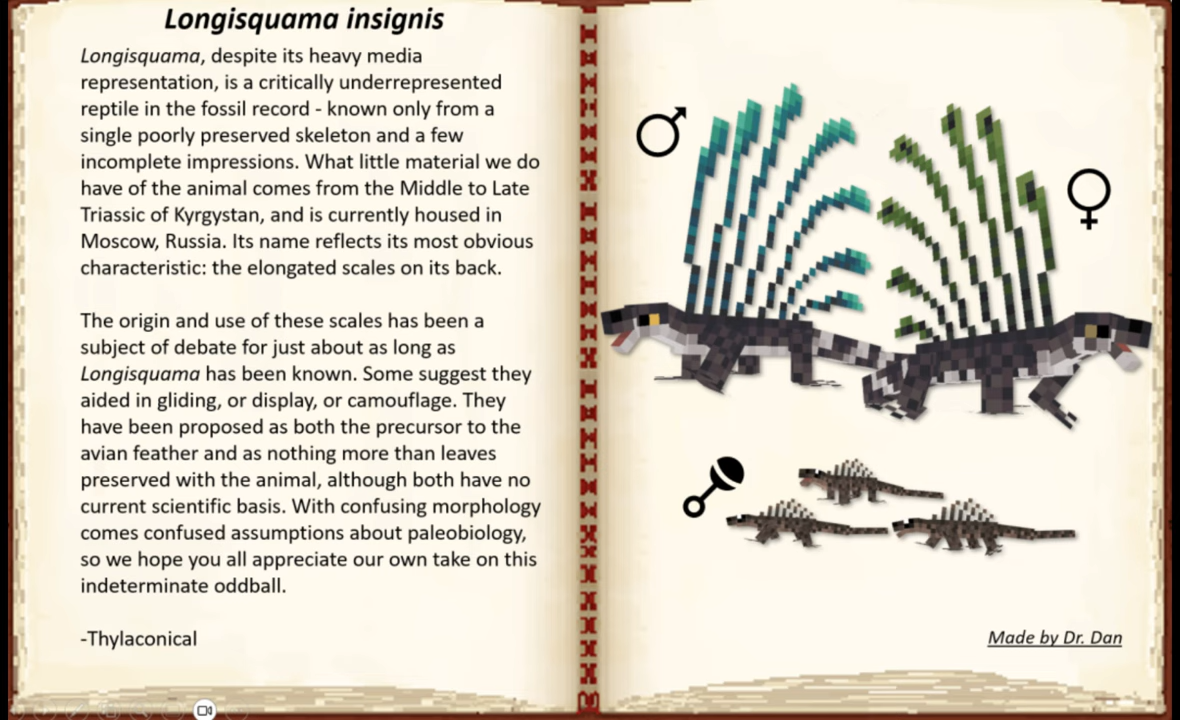 Longisquama insignis
Longisquama, despite its heavy media
representation, is a critically underrepresented
reptile in the fossil record - known only from a
single poorly preserved skeleton and a few
incomplete impressions. What little material we do
have of the animal comes from the Middle to Late
Triassic of Kyrgystan, and is currently housed in
Moscow, Russia. Its name reflects its most obvious
characteristic: the elongated scales on its back.
The origin and use of these scales has been a
subject of debate for just about as long as
Longisquama has been known. Some suggest they
aided in gliding, or display, or camouflage. They
have been proposed as both the precursor to the
avian feather and as nothing more than leaves
preserved with the animal, although both have no
current scientific basis. With confusing morphology
comes confused assumptions about paleobiology,
so we hope you all appreciate our own take on this
indeterminate oddball.
-Thylaconical
Made by Dr. Dan